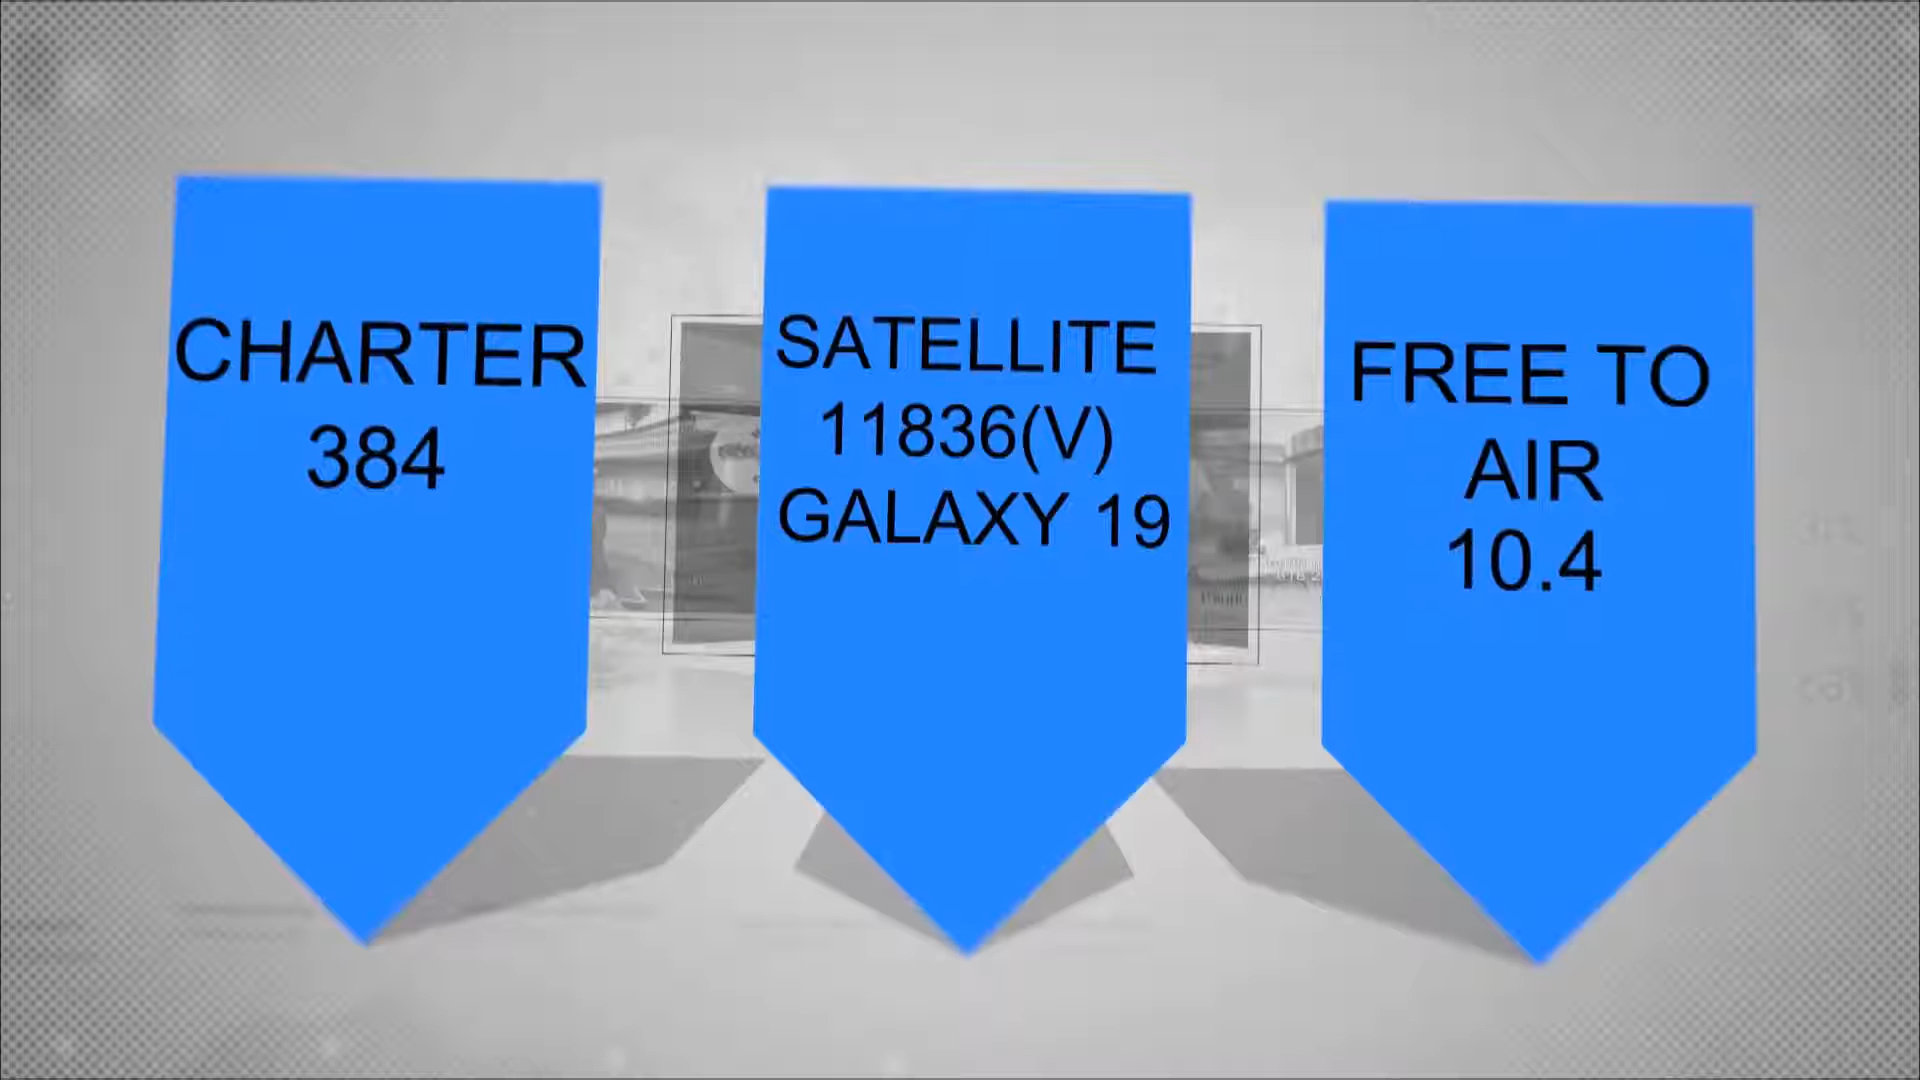 CHARTER
384
SATELLITE
11836(V)
GALAXY 19
FREE TO
AIR
10.4